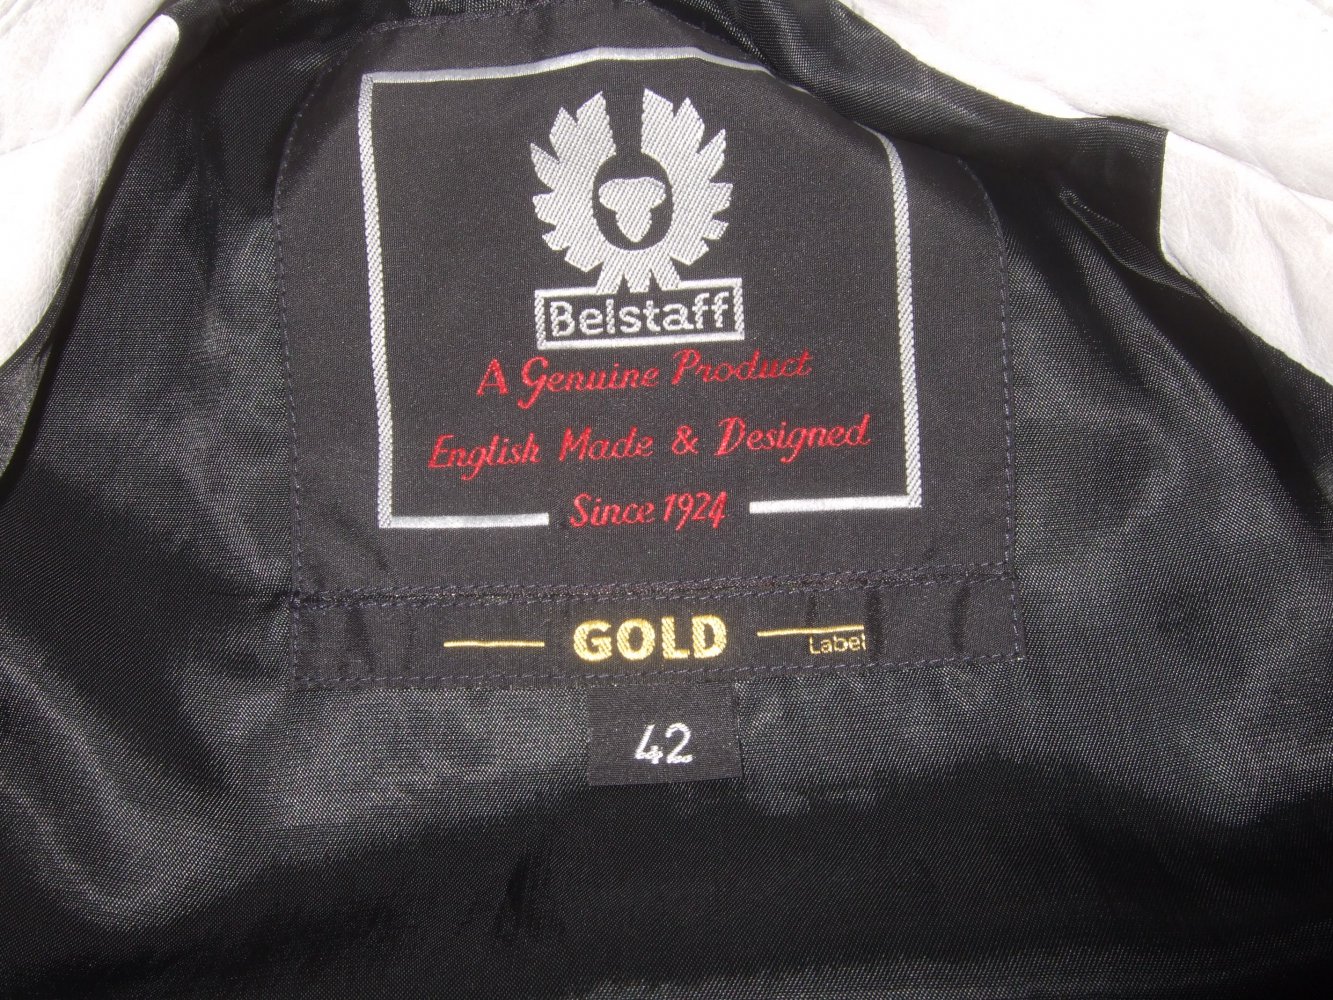 Belstaff
A Genuine Product
English Made & Designed
Since 1924
GOLD
Label
42